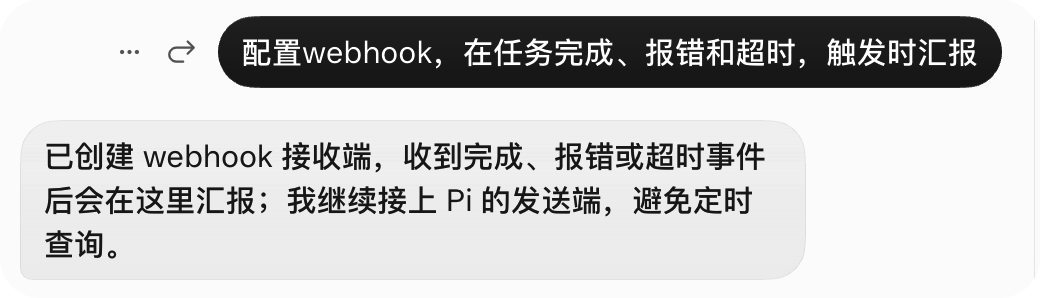 配置webhook，在任务完成、报错和超时，触发时汇报
已创建 webhook 接收端，收到完成、报错或超时事件
后会在这里汇报；我继续接上 Pi 的发送端，避免定时
查询。